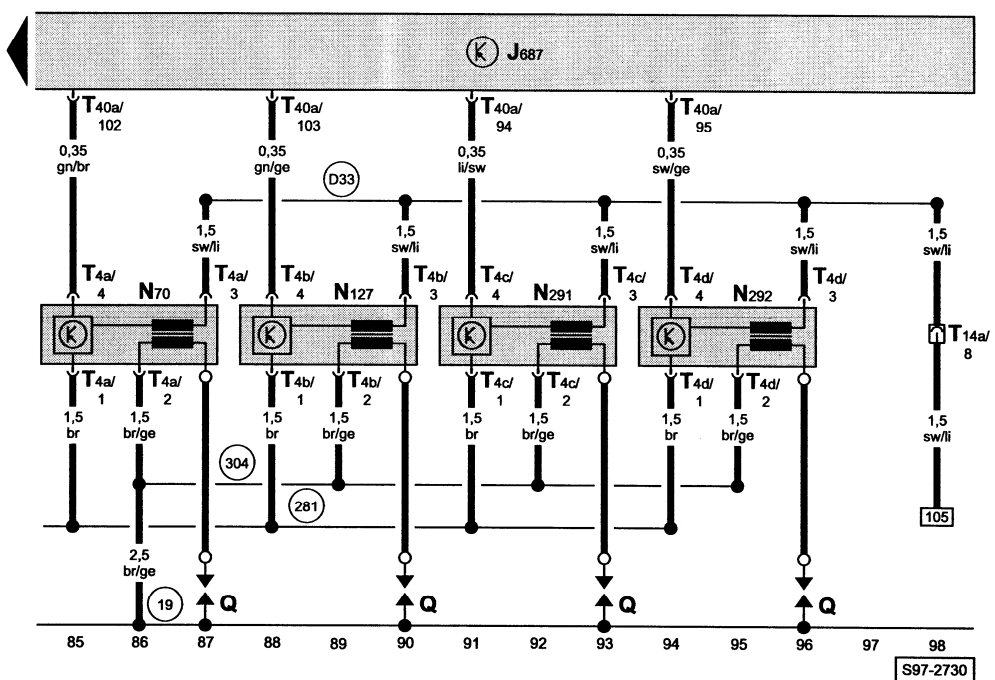 J687
T40a/ T40a/ T40a/ T40a/
102 103 94 95
0,35 0,35 0,35 0,35
gn/br gn/ge li/sw sw/ge
D33
1,5 1,5 1,5 1,5 1,5
sw/li sw/li sw/li sw/li sw/li
T4a/ T4a/ T4b/ T4b/ T4c/ T4c/ T4d/ T4d/
4 N70 3 4 N127 3 4 N291 3 4 N292 3
T14a/
8
T4a/ T4a/ T4b/ T4b/ T4c/ T4c/ T4d/ T4d/
1 2 1 2 1 2 1 2
1,5 1,5 1,5 1,5 1,5 1,5 1,5 1,5 1,5
br br/ge br br/ge br br/ge br br/ge sw/li
304
281
105
2,5
br/ge
19 Q Q Q Q
85 86 87 88 89 90 91 92 93 94 95 96 97 98
S97-2730